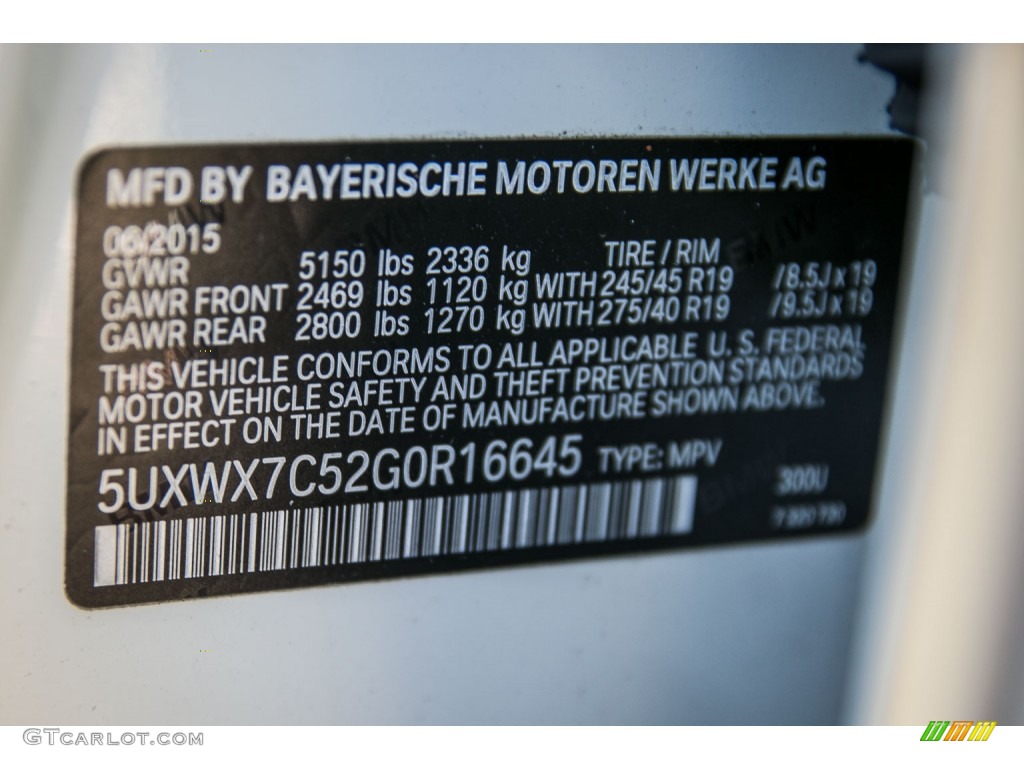 MFD BY BAYERISCHE MOTOREN WERKE AG
06/2015
GVWR 5150 lbs 2336 kg TIRE / RIM
GAWR FRONT 2469 lbs 1120 kg WITH 245/45 R19 /8.5J x 19
GAWR REAR 2800 lbs 1270 kg WITH 275/40 R19 /9.5J x 19
THIS VEHICLE CONFORMS TO ALL APPLICABLE U. S. FEDERAL
MOTOR VEHICLE SAFETY AND THEFT PREVENTION STANDARDS
IN EFFECT ON THE DATE OF MANUFACTURE SHOWN ABOVE.
5UXWX7C52G0R16645 TYPE: MPV
300U
GTCARLOT.COM